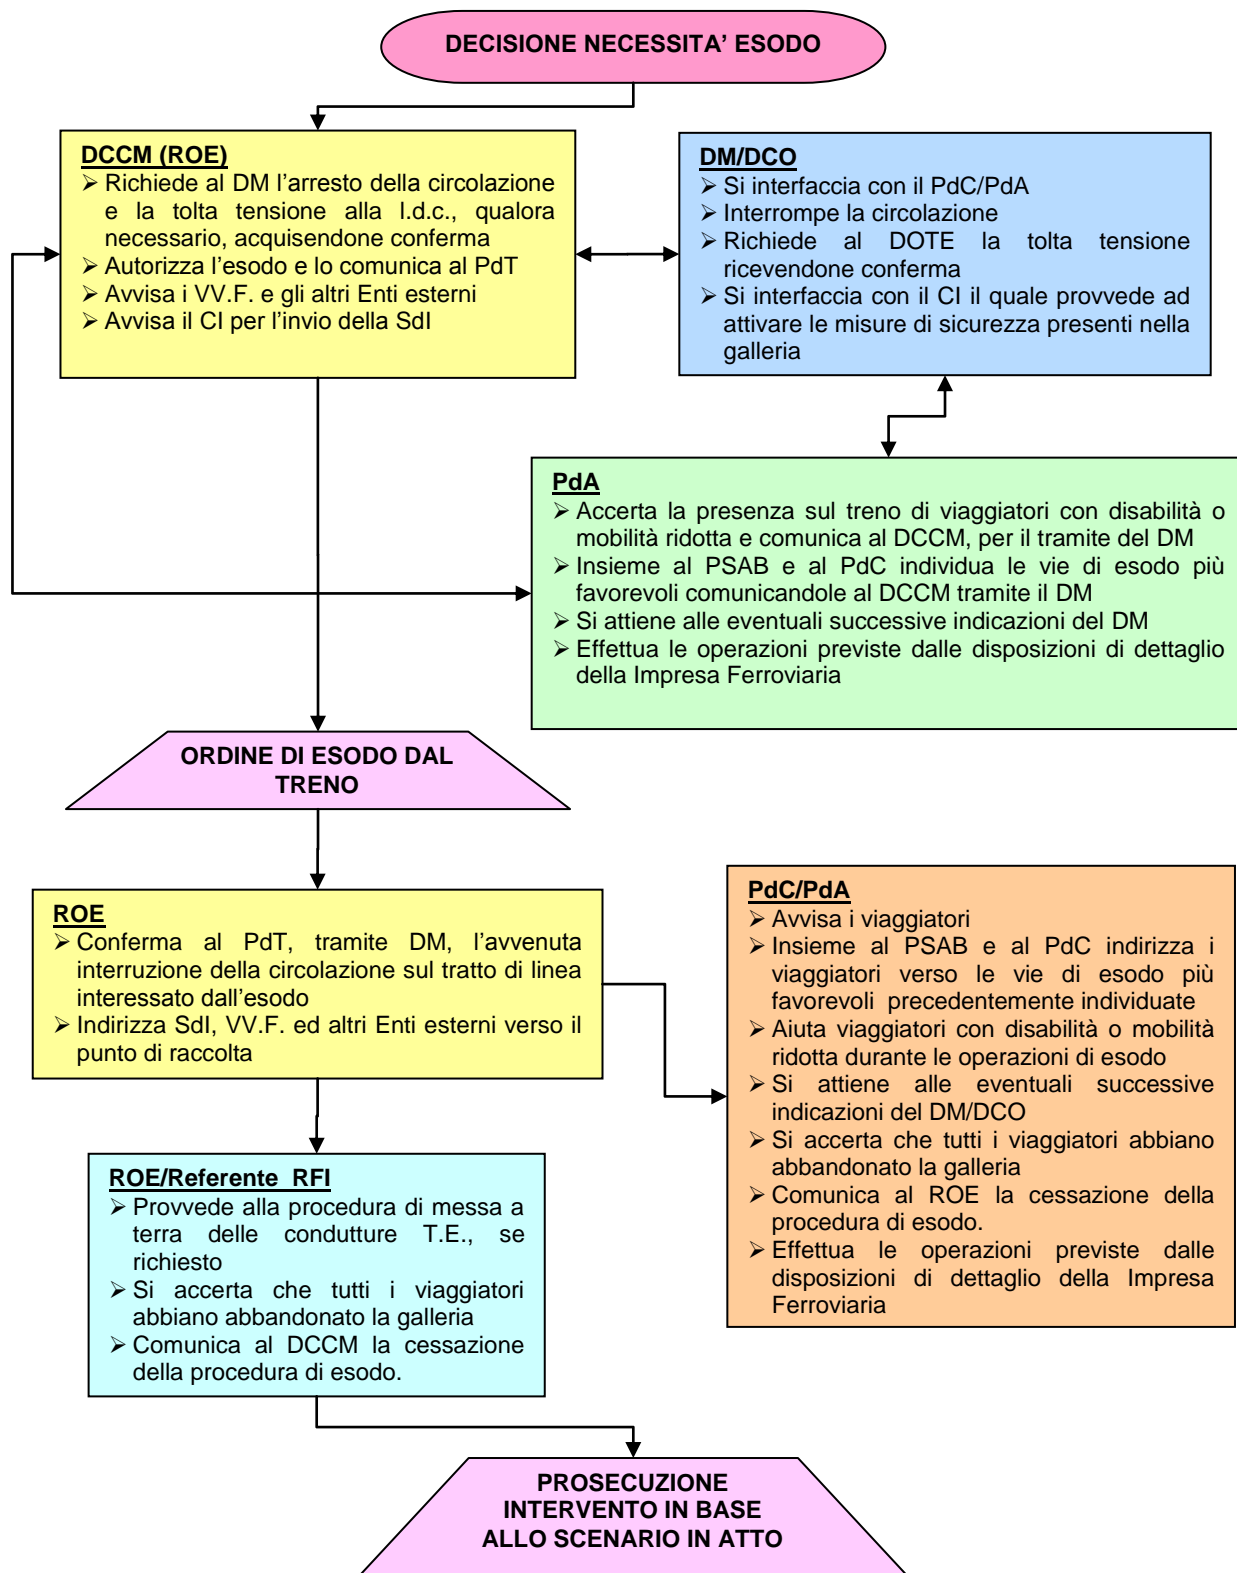 DECISIONE NECESSITA’ ESODO
DCCM (ROE)
➢ Richiede al DM l’arresto della circolazione
e la tolta tensione alla l.d.c., qualora
necessario, acquisendone conferma
➢ Autorizza l’esodo e lo comunica al PdT
➢ Avvisa i VV.F. e gli altri Enti esterni
➢ Avvisa il CI per l’invio della SdI
DM/DCO
➢ Si interfaccia con il PdC/PdA
➢ Interrompe la circolazione
➢ Richiede al DOTE la tolta tensione
ricevendone conferma
➢ Si interfaccia con il CI il quale provvede ad
attivare le misure di sicurezza presenti nella
galleria
PdA
➢ Accerta la presenza sul treno di viaggiatori con disabilità o
mobilità ridotta e comunica al DCCM, per il tramite del DM
➢ Insieme al PSAB e al PdC individua le vie di esodo più
favorevoli comunicandole al DCCM tramite il DM
➢ Si attiene alle eventuali successive indicazioni del DM
➢ Effettua le operazioni previste dalle disposizioni di dettaglio
della Impresa Ferroviaria
ORDINE DI ESODO DAL
TRENO
ROE
➢ Conferma al PdT, tramite DM, l’avvenuta
interruzione della circolazione sul tratto di linea
interessato dall’esodo
➢ Indirizza SdI, VV.F. ed altri Enti esterni verso il
punto di raccolta
PdC/PdA
➢ Avvisa i viaggiatori
➢ Insieme al PSAB e al PdC indirizza i
viaggiatori verso le vie di esodo più
favorevoli precedentemente individuate
➢ Aiuta viaggiatori con disabilità o mobilità
ridotta durante le operazioni di esodo
➢ Si attiene alle eventuali successive
indicazioni del DM/DCO
➢ Si accerta che tutti i viaggiatori abbiano
abbandonato la galleria
➢ Comunica al ROE la cessazione della
procedura di esodo.
➢ Effettua le operazioni previste dalle
disposizioni di dettaglio della Impresa
Ferroviaria
ROE/Referente RFI
➢ Provvede alla procedura di messa a
terra delle condutture T.E., se
richiesto
➢ Si accerta che tutti i viaggiatori
abbiano abbandonato la galleria
➢ Comunica al DCCM la cessazione
della procedura di esodo.
PROSECUZIONE
INTERVENTO IN BASE
ALLO SCENARIO IN ATTO